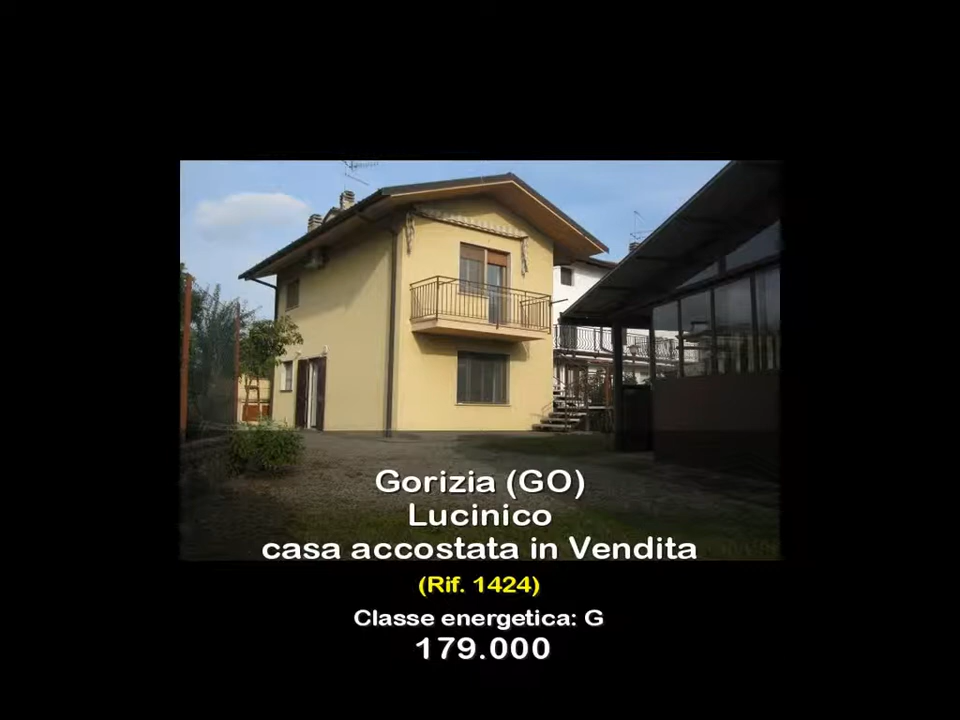 Gorizia (GO)
Lucinico
casa accostata in Vendita
(Rif. 1424)
Classe energetica: G
179.000